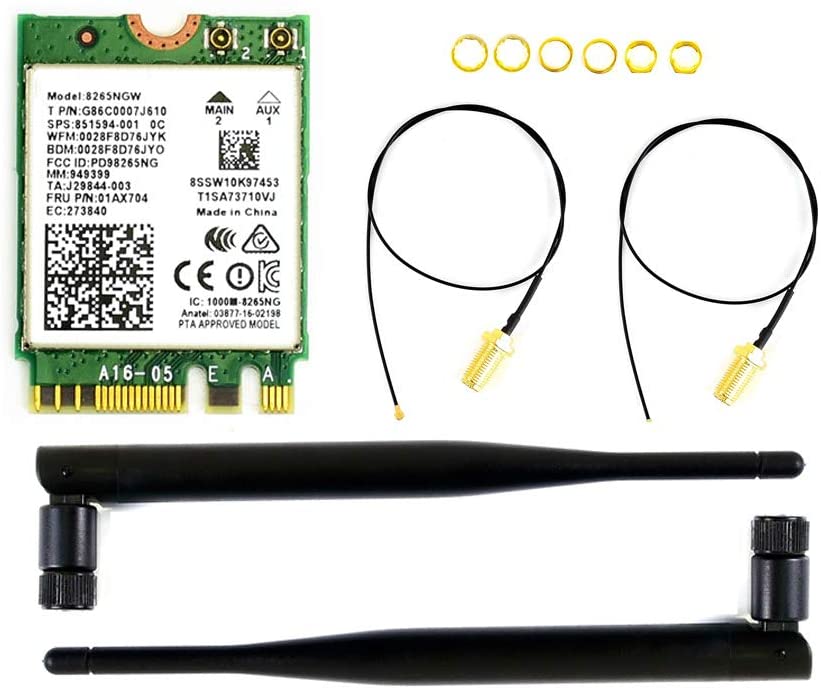 2 1
Model:8265NGW
T P/N:G86C0007J610
SPS:851594-001 0C
WFM:0028F8D76JYK
BDM:0028F8D76JYO
FCC ID:PD98265NG
MM:949399
TA:J29844-003
FRU P/N:01AX704
EC:273840
MAIN AUX
2 1
8SSW10K97453
T1SA73710VJ
Made in China
CE
IC: 1000M-8265NG
Anatel: 03877-16-02198
PTA APPROVED MODEL
A16-05 E A